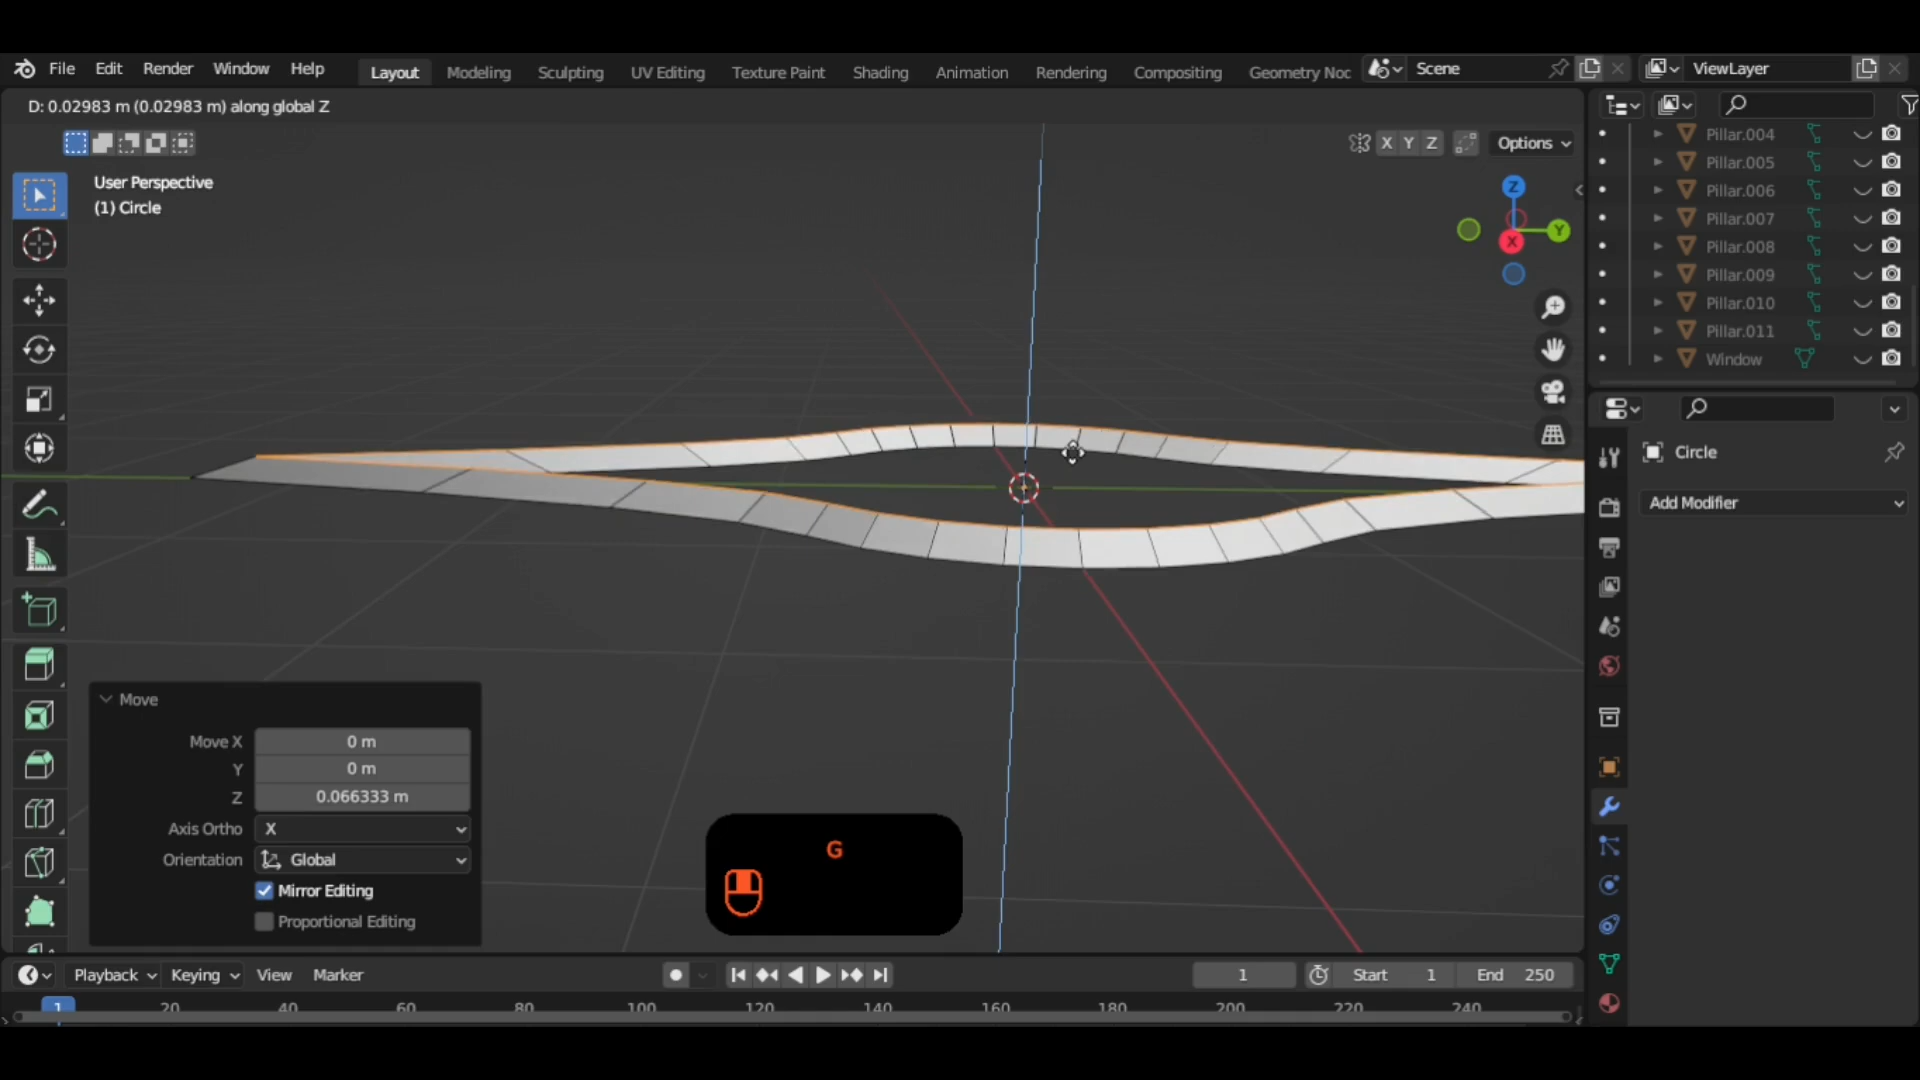 File Edit Render Window Help Layout Modeling Sculpting UV Editing Texture Paint Shading Animation Rendering Compositing Geometry Noc Scene ViewLayer
D: 0.02983 m (0.02983 m) along global Z
X Y Z Options
User Perspective
(1) Circle
Z
Y
X
Pillar.004
Pillar.005
Pillar.006
Pillar.007
Pillar.008
Pillar.009
Pillar.010
Pillar.011
Window
Circle
Add Modifier
Move
Move X 0 m
Y 0 m
Z 0.066333 m
Axis Ortho X
Orientation Global
Mirror Editing
Proportional Editing
G
Playback Keying View Marker 1 Start 1 End 250
1 20 40 60 80 100 120 140 160 180 200 220 240